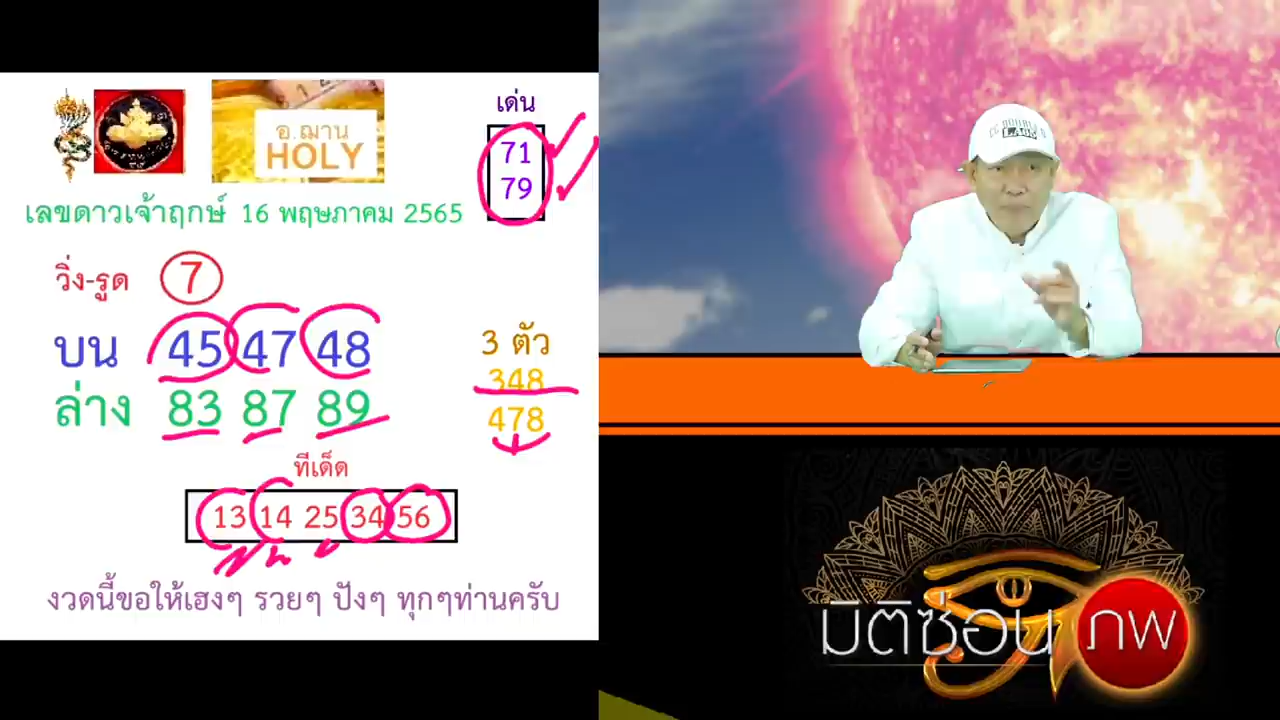 อ.ฌาน
HOLY
เด่น
71
79
เลขดาวเจ้าฤกษ์ 16 พฤษภาคม 2565
วิ่ง-รูด 7
บน 45 47 48
ล่าง 83 87 89
3 ตัว
348
478
ทีเด็ด
13 14 25 34 56
งวดนี้ขอให้เฮงๆ รวยๆ ปังๆ ทุกๆท่านครับ
มิติซ่อน ภพ